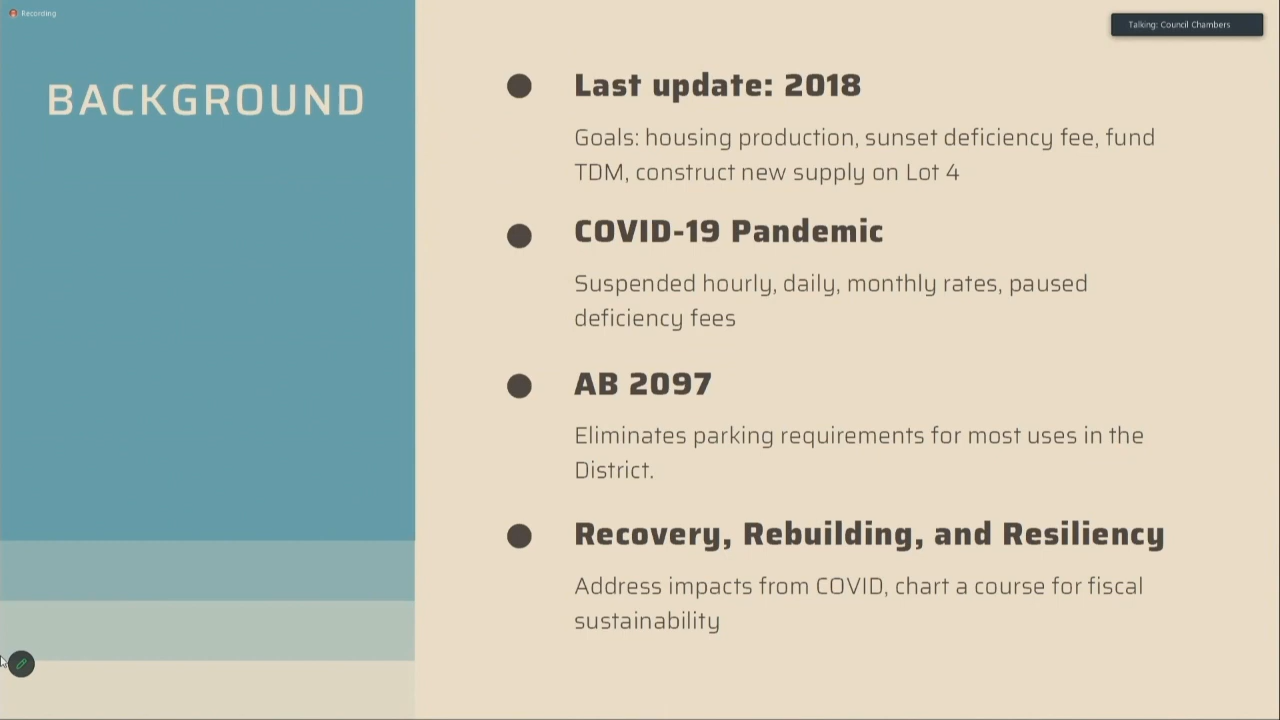 Recording
Talking: Council Chambers
BACKGROUND
Last update: 2018
Goals: housing production, sunset deficiency fee, fund
TDM, construct new supply on Lot 4
COVID-19 Pandemic
Suspended hourly, daily, monthly rates, paused
deficiency fees
AB 2097
Eliminates parking requirements for most uses in the
District.
Recovery, Rebuilding, and Resiliency
Address impacts from COVID, chart a course for fiscal
sustainability